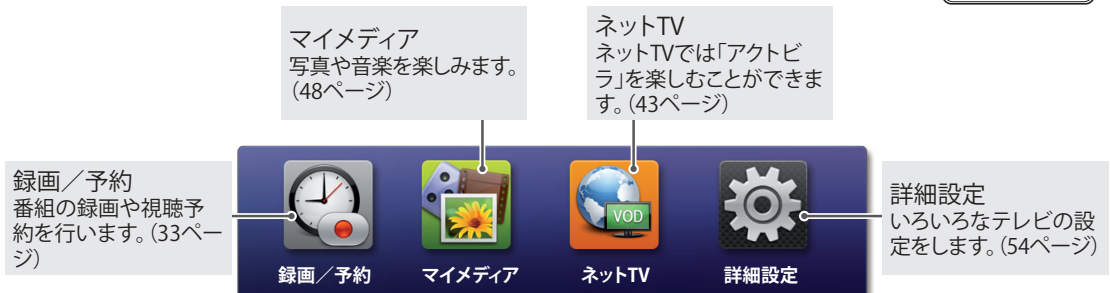 マイメディア
写真や音楽を楽しみます。
（48ページ）
ネットTV
ネットTVでは「アクトビ
ラ」を楽しむことができま
す。（43ページ）
録画／予約
番組の録画や視聴予
約を行います。（33ペー
ジ）
詳細設定
いろいろなテレビの設
定をします。（54ページ）
VOD
録画／予約
マイメディア
ネットTV
詳細設定